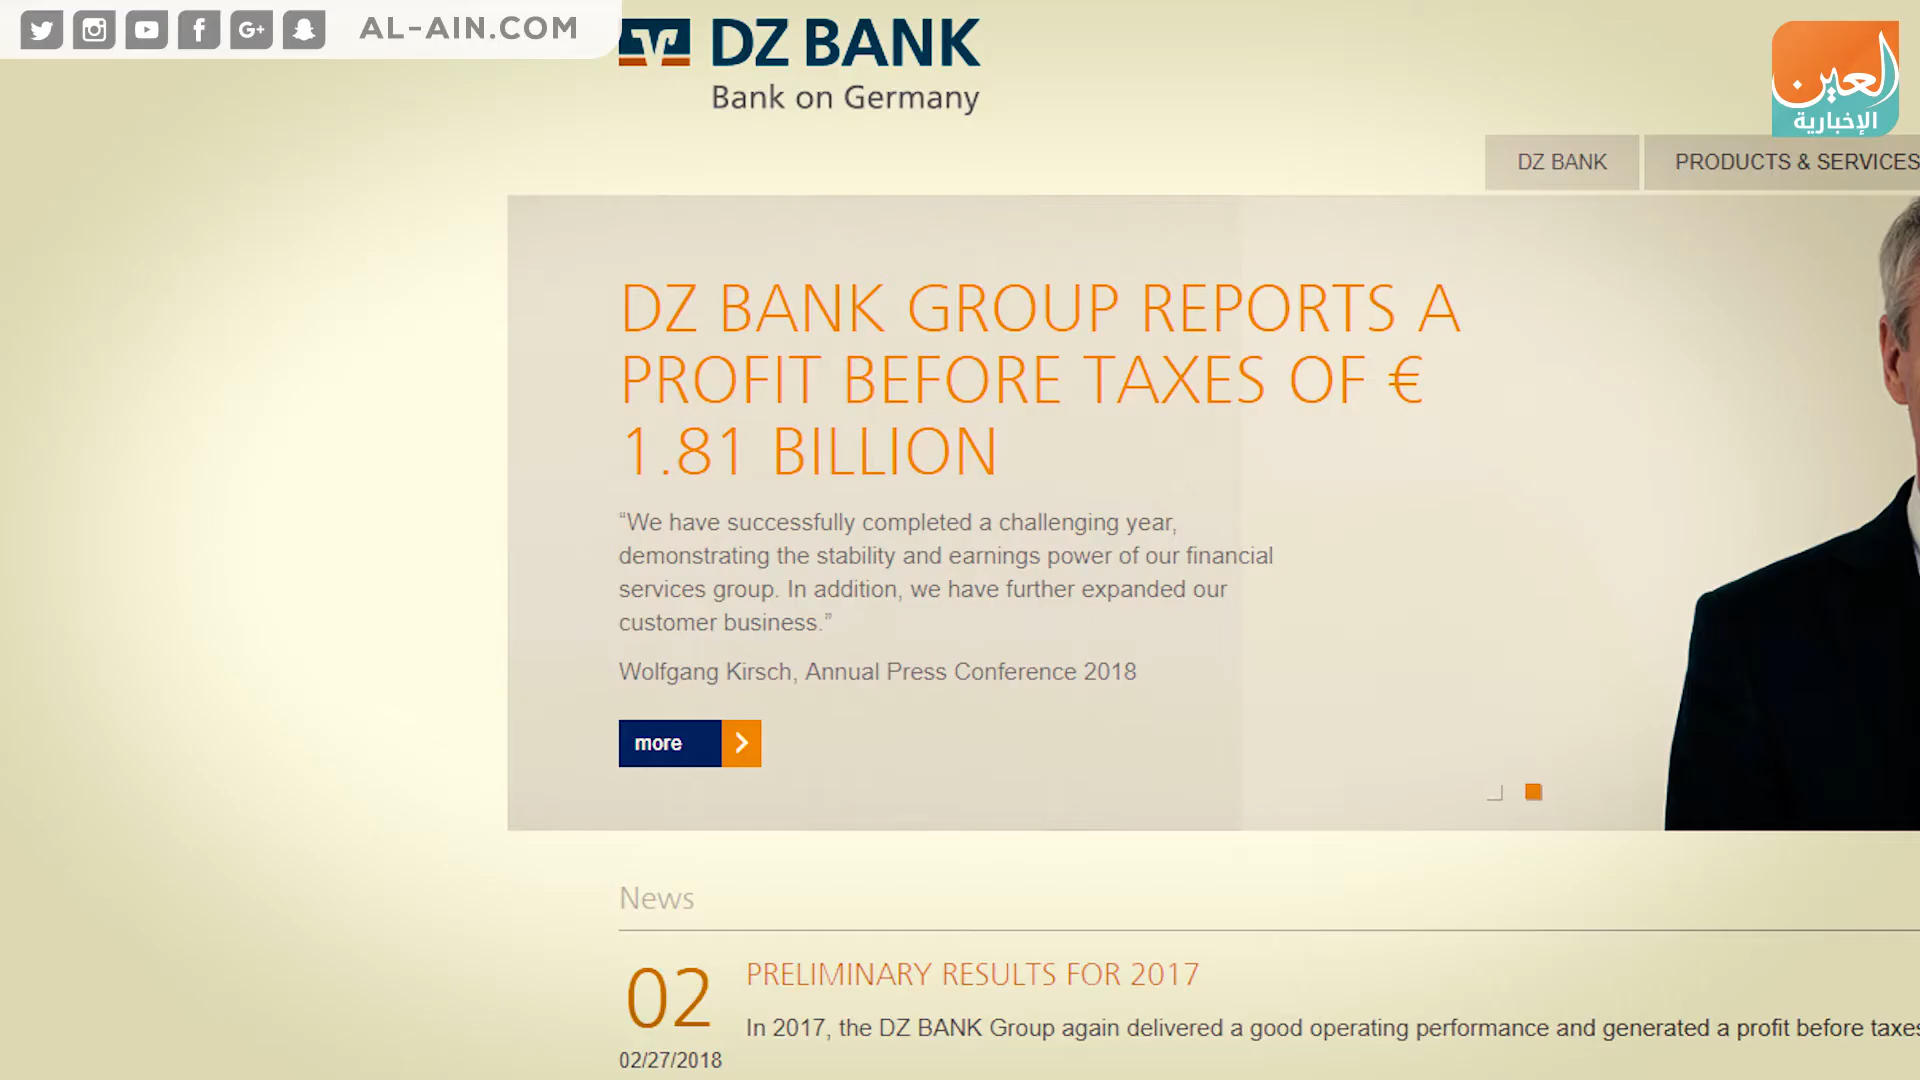 AL-AIN.COM
DZ BANK
Bank on Germany
العين
الإخبارية
DZ BANK
PRODUCTS & SERVICES
DZ BANK GROUP REPORTS A
PROFIT BEFORE TAXES OF €
1.81 BILLION
“We have successfully completed a challenging year,
demonstrating the stability and earnings power of our financial
services group. In addition, we have further expanded our
customer business.”
Wolfgang Kirsch, Annual Press Conference 2018
more
News
02
PRELIMINARY RESULTS FOR 2017
In 2017, the DZ BANK Group again delivered a good operating performance and generated a profit before taxes
02/27/2018